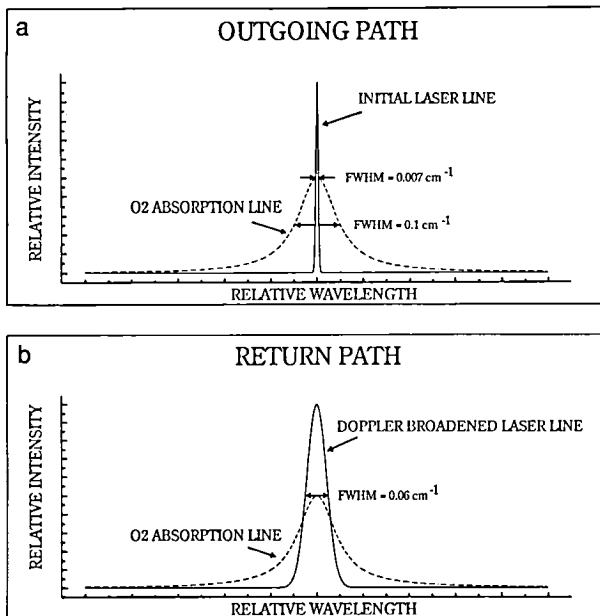 a
OUTGOING PATH
INITIAL LASER LINE
FWHM = 0.007 cm⁻¹
O2 ABSORPTION LINE
FWHM = 0.1 cm⁻¹
RELATIVE INTENSITY
RELATIVE WAVELENGTH
b
RETURN PATH
DOPPLER BROADENED LASER LINE
FWHM = 0.06 cm⁻¹
O2 ABSORPTION LINE
RELATIVE INTENSITY
RELATIVE WAVELENGTH